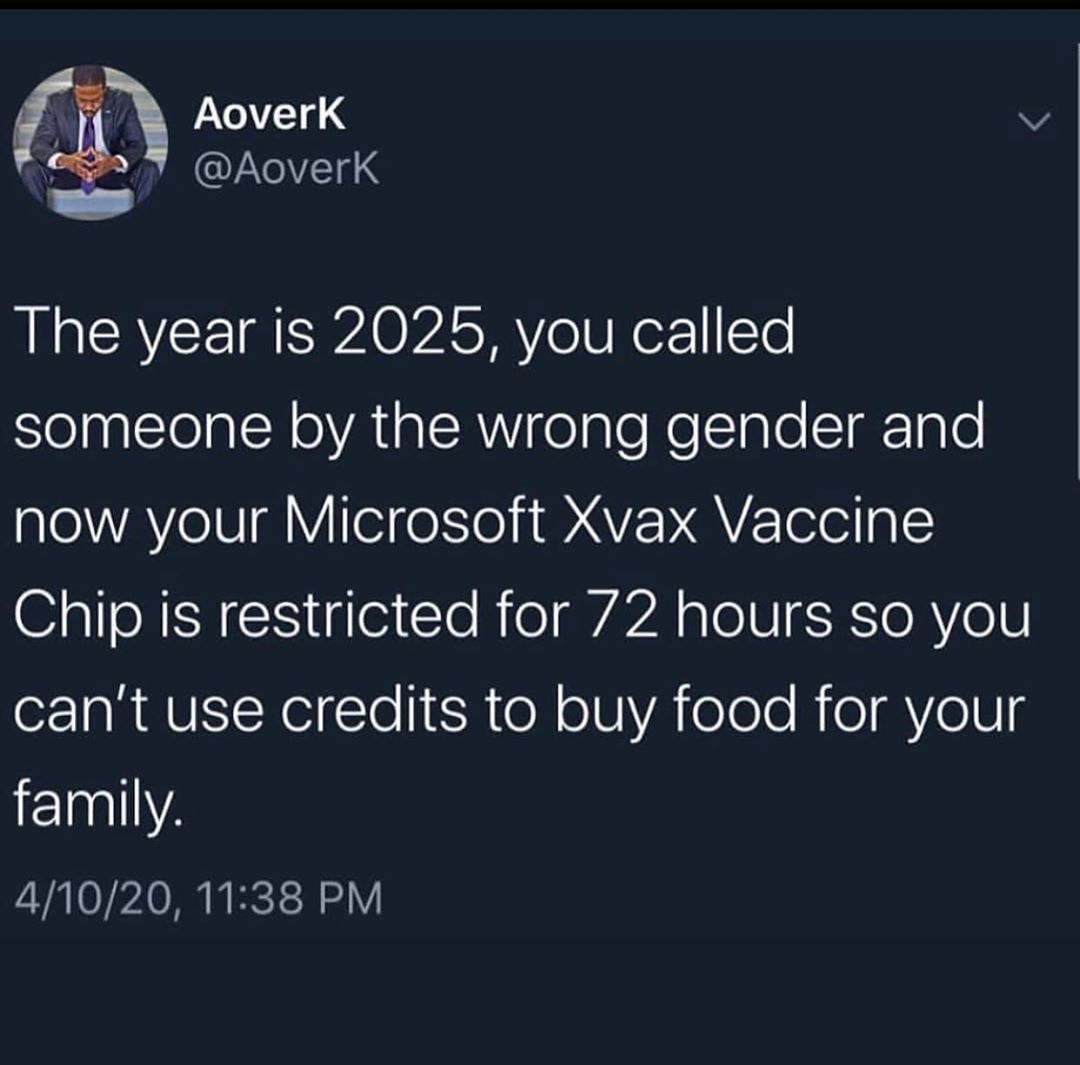 AoverK
@AoverK
The year is 2025, you called
someone by the wrong gender and
now your Microsoft Xvax Vaccine
Chip is restricted for 72 hours so you
can't use credits to buy food for your
family.
4/10/20, 11:38 PM